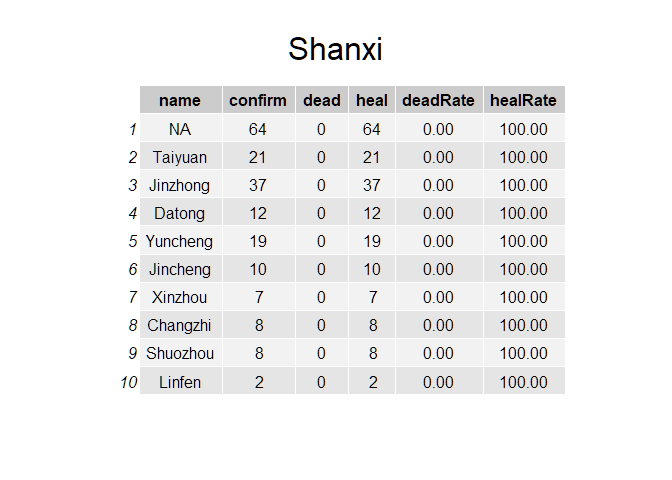 Shanxi
name confirm dead heal deadRate healRate
1 NA 64 0 64 0.00 100.00
2 Taiyuan 21 0 21 0.00 100.00
3 Jinzhong 37 0 37 0.00 100.00
4 Datong 12 0 12 0.00 100.00
5 Yuncheng 19 0 19 0.00 100.00
6 Jincheng 10 0 10 0.00 100.00
7 Xinzhou 7 0 7 0.00 100.00
8 Changzhi 8 0 8 0.00 100.00
9 Shuozhou 8 0 8 0.00 100.00
10 Linfen 2 0 2 0.00 100.00